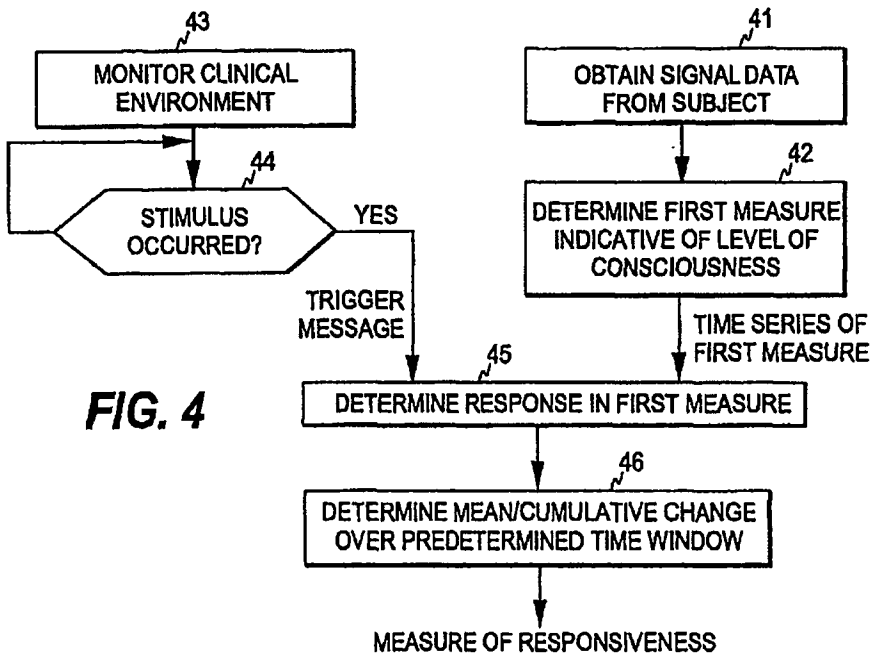 43
MONITOR CLINICAL
ENVIRONMENT
44
STIMULUS
OCCURRED?
YES
TRIGGER
MESSAGE
41
OBTAIN SIGNAL DATA
FROM SUBJECT
42
DETERMINE FIRST MEASURE
INDICATIVE OF LEVEL OF
CONSCIOUSNESS
TIME SERIES OF
FIRST MEASURE
FIG. 4
45
DETERMINE RESPONSE IN FIRST MEASURE
46
DETERMINE MEAN/CUMULATIVE CHANGE
OVER PREDETERMINED TIME WINDOW
MEASURE OF RESPONSIVENESS